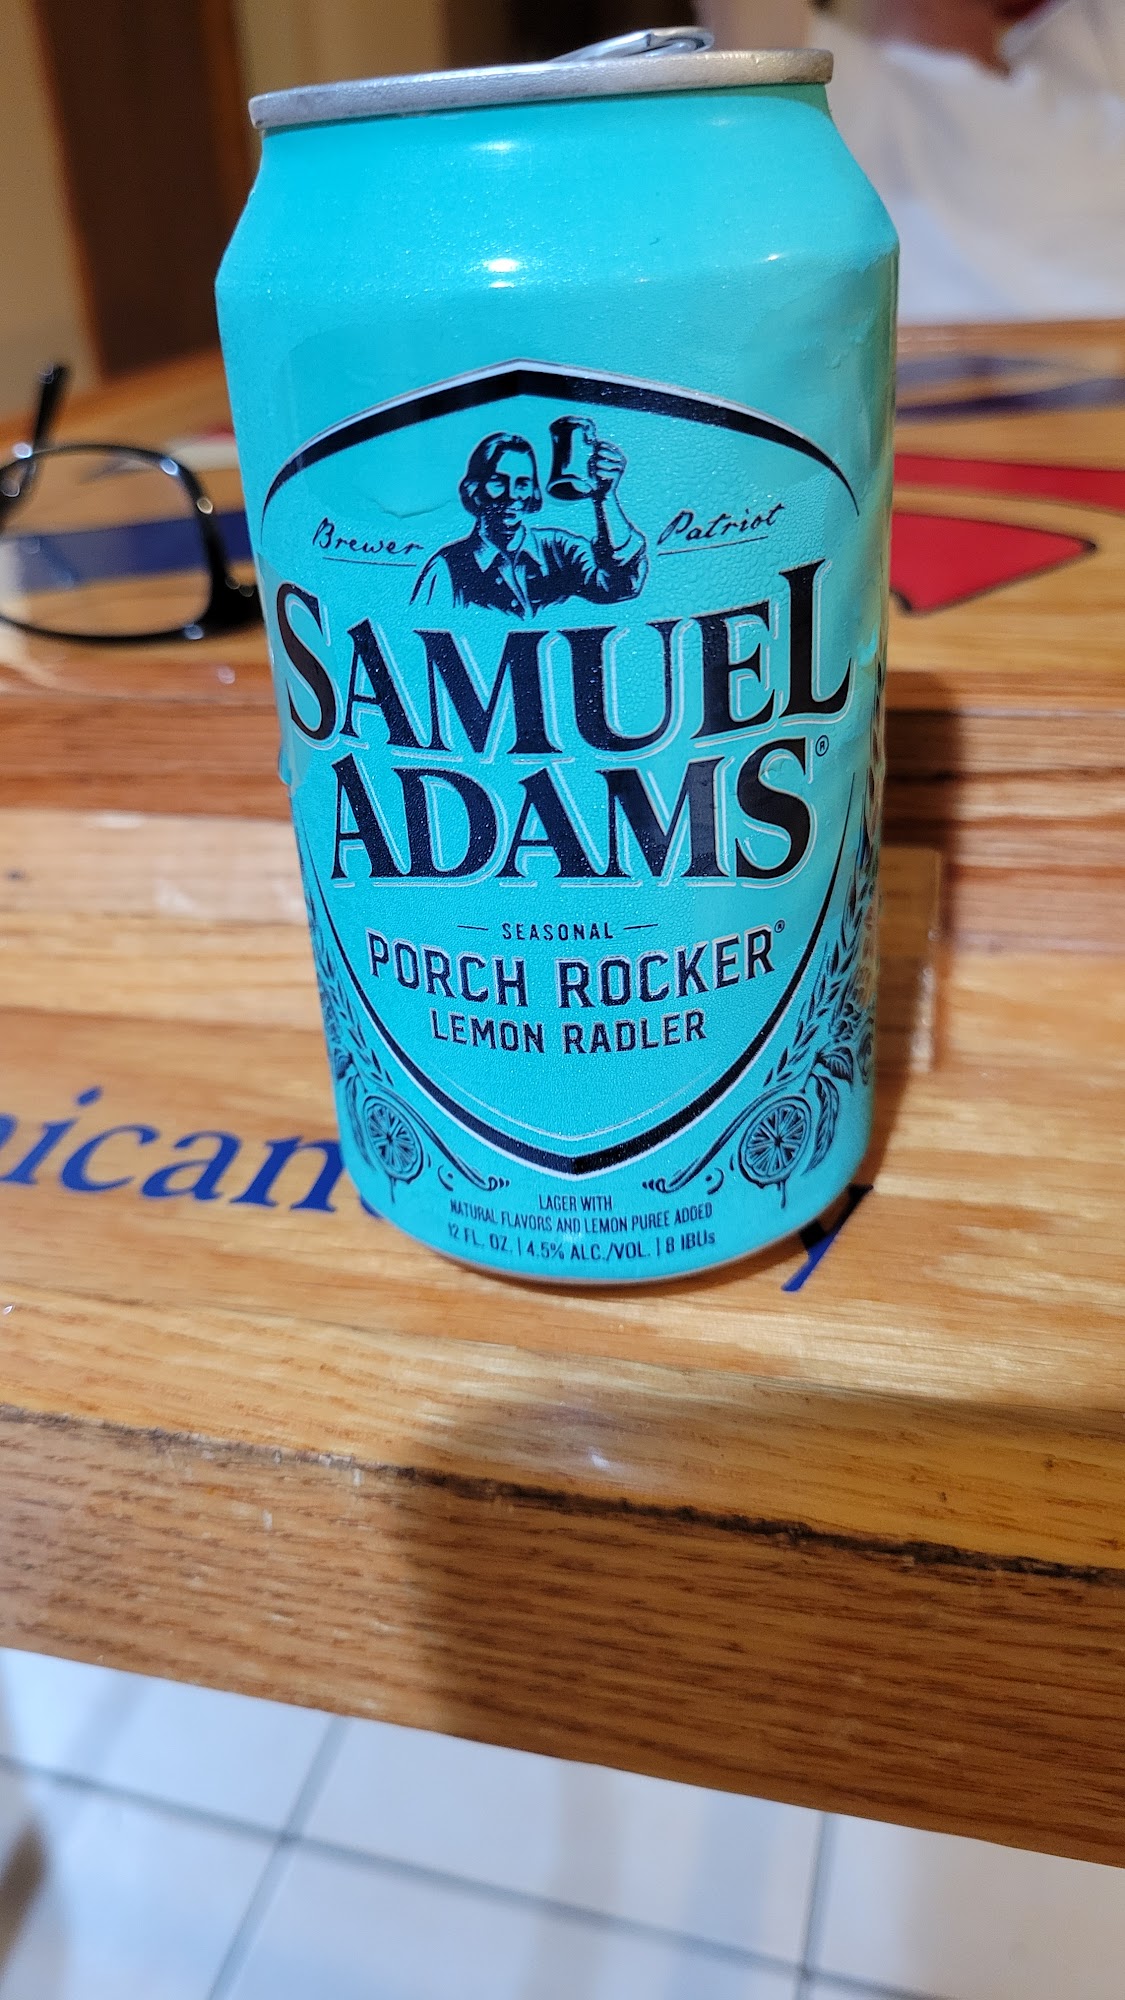 Brewer Patriot
SAMUEL
ADAMS®
SEASONAL
PORCH ROCKER®
LEMON RADLER
LAGER WITH
NATURAL FLAVORS AND LEMON PUREE ADDED
12 FL. OZ. | 4.5% ALC./VOL. | 8 IBUs